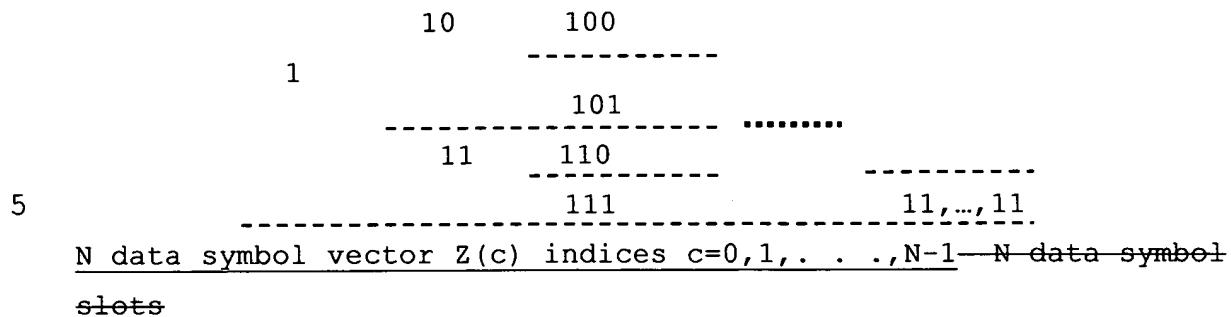 10 100
1
101
11 110
5 111 11,…,11
N data symbol vector Z(c) indices c=0,1,. . .,N-1 N data symbol
slots